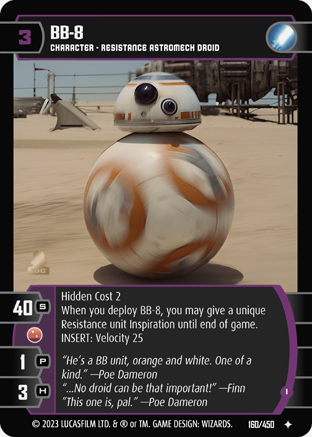 3
BB-8
CHARACTER • RESISTANCE ASTROMECH DROID
40 S
1 P
3 H
Hidden Cost 2
When you deploy BB-8, you may give a unique
Resistance unit Inspiration until end of game.
INSERT: Velocity 25
“He’s a BB unit, orange and white. One of a
kind.” —Poe Dameron
“...No droid can be that important!” —Finn
“This one is, pal.” —Poe Dameron
1
© 2023 LUCASFILM LTD. & ® or TM. GAME DESIGN: WIZARDS.
160/450